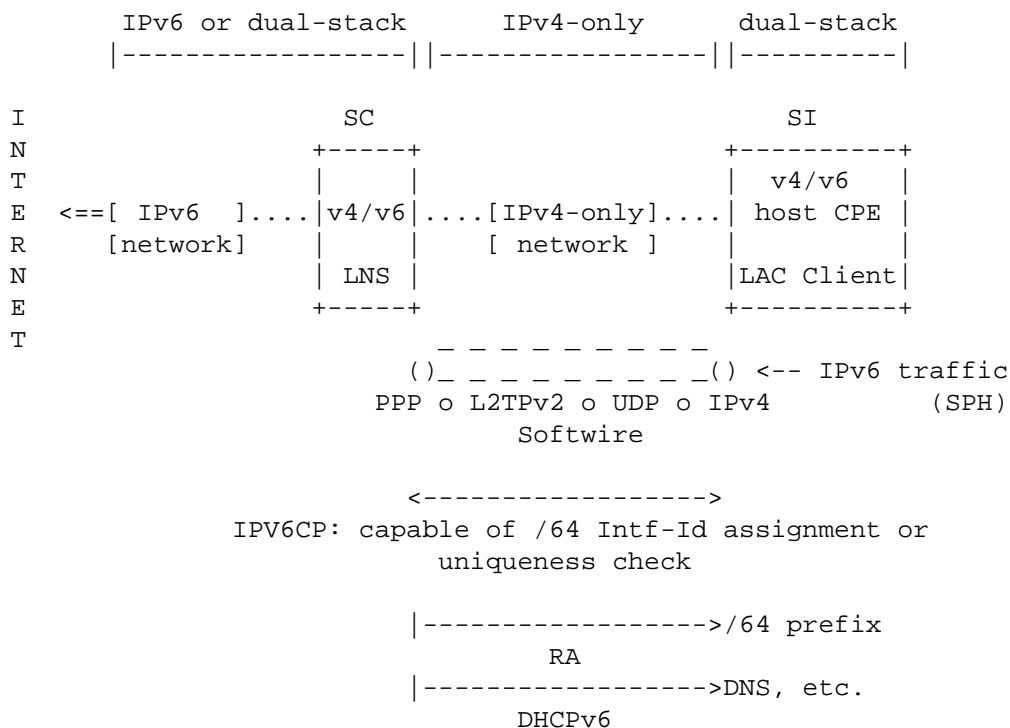 IPv6 or dual-stack      IPv4-only      dual-stack
|------------------||-----------------||----------|
I                    SC                          SI
N                  +-----+                   +----------+
T                  |     |                   |  v4/v6   |
E  <==[ IPv6  ]....|v4/v6|....[IPv4-only]....| host CPE |
R     [network]    |     |    [ network ]    |          |
N                  | LNS |                   |LAC Client|
E                  +-----+                   +----------+
T                          _ _ _ _ _ _ _ _ _
()_ _ _ _ _ _ _ _ _() <-- IPv6 traffic
PPP o L2TPv2 o UDP o IPv4          (SPH)
Softwire
<------------------>
IPV6CP: capable of /64 Intf-Id assignment or
uniqueness check
|------------------>/64 prefix
RA
|------------------>DNS, etc.
DHCPv6